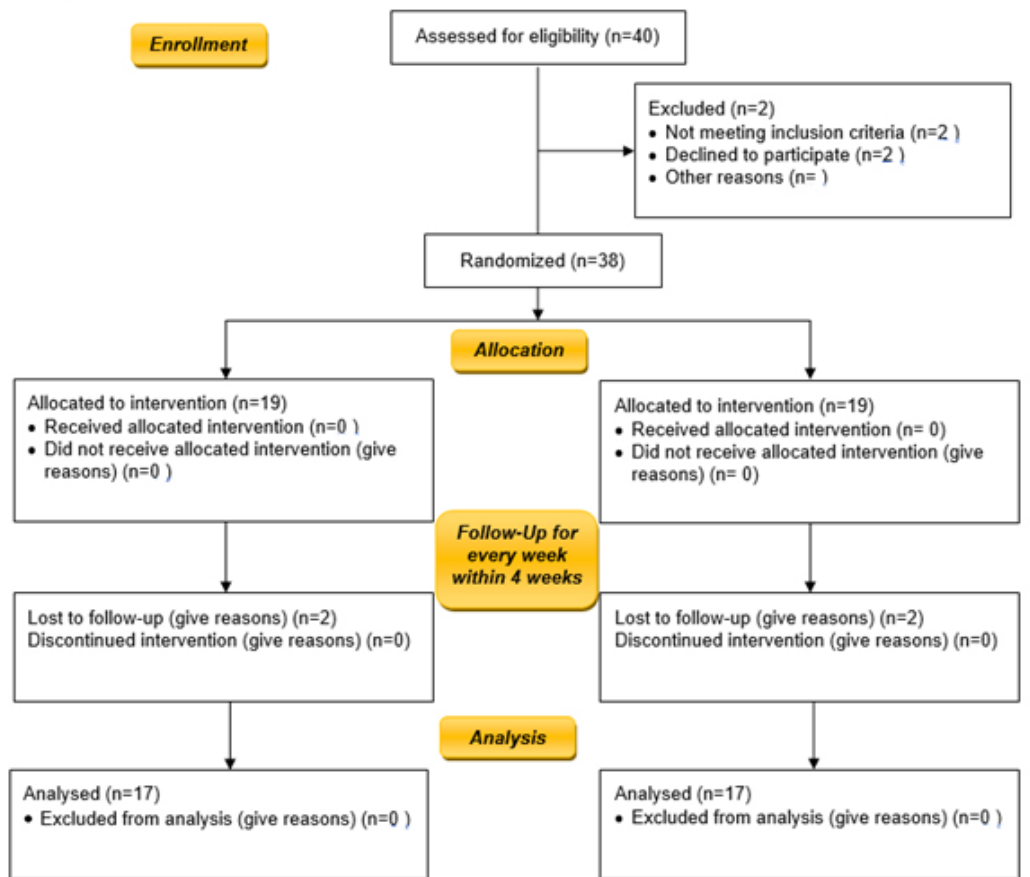 Enrollment
Assessed for eligibility (n=40)
Excluded (n=2)
• Not meeting inclusion criteria (n=2 )
• Declined to participate (n=2 )
• Other reasons (n= )
Randomized (n=38)
Allocation
Allocated to intervention (n=19)
• Received allocated intervention (n=0 )
• Did not receive allocated intervention (give
reasons) (n=0 )
Allocated to intervention (n=19)
• Received allocated intervention (n= 0)
• Did not receive allocated intervention (give
reasons) (n= 0)
Follow-Up for
every week
within 4 weeks
Lost to follow-up (give reasons) (n=2)
Discontinued intervention (give reasons) (n=0)
Lost to follow-up (give reasons) (n=2)
Discontinued intervention (give reasons) (n=0)
Analysis
Analysed (n=17)
• Excluded from analysis (give reasons) (n=0 )
Analysed (n=17)
• Excluded from analysis (give reasons) (n=0 )